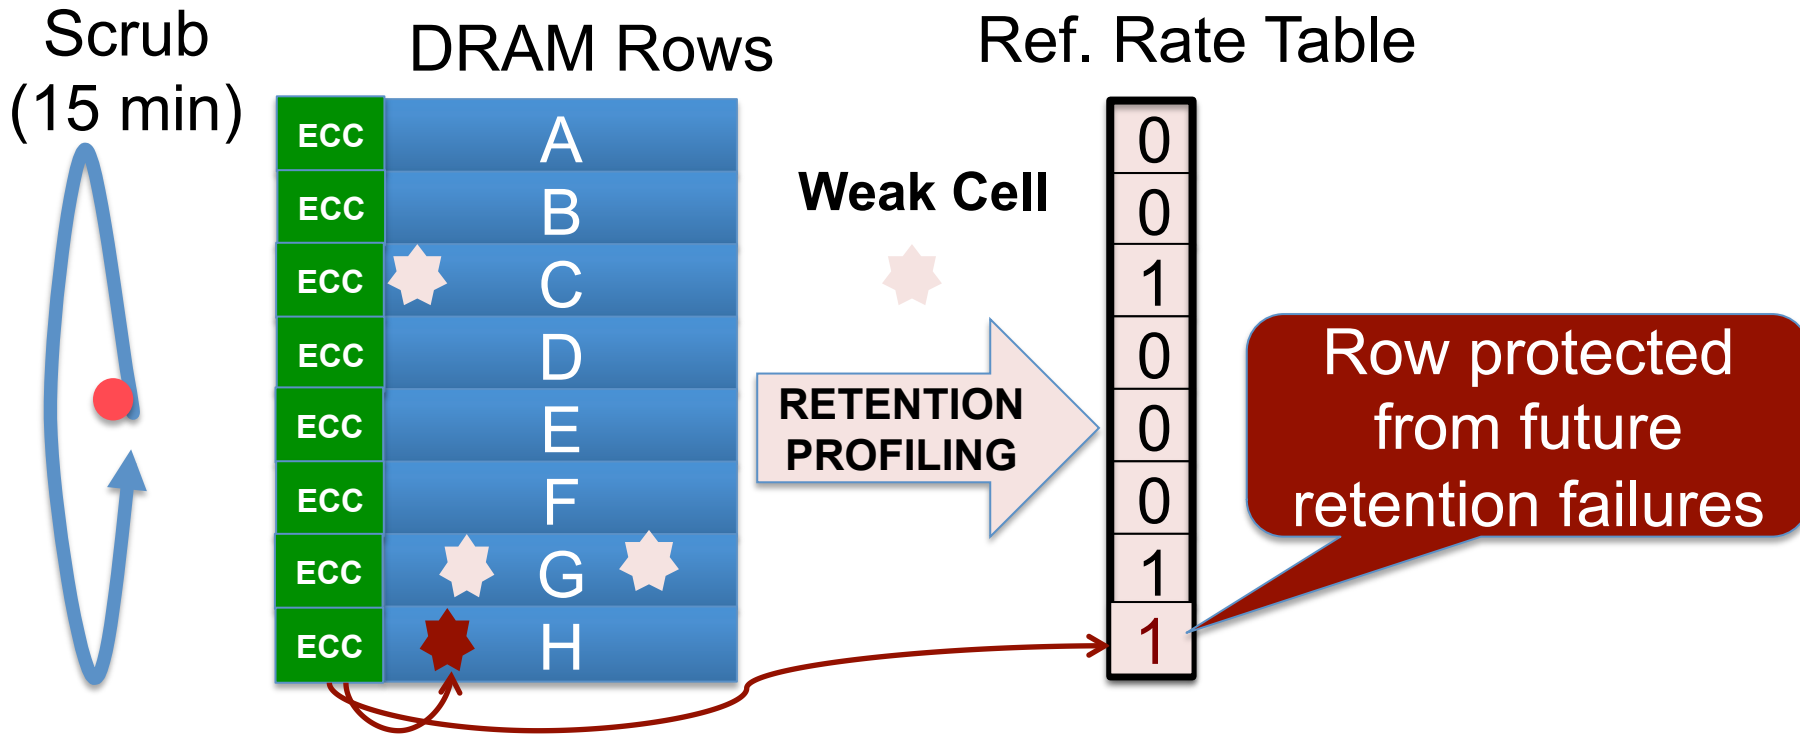 Scrub
(15 min)
DRAM Rows
Ref. Rate Table
ECC A 0
ECC B 0
Weak Cell
ECC C 1
ECC D 0
ECC E 0
ECC F 0
ECC G 1
ECC H 1
RETENTION
PROFILING
Row protected
from future
retention failures